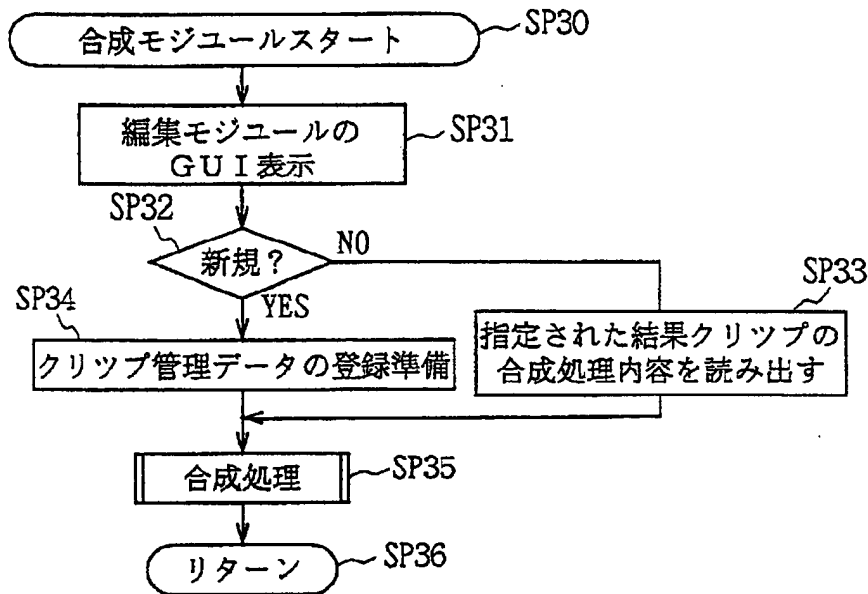 合成モジユールスタート
SP30
編集モジユールの
GUI表示
SP31
SP32
新規?
NO
YES
SP33
指定された結果クリツプの
合成処理内容を読み出す
SP34
クリツプ管理データの登録準備
合成処理
SP35
リターン
SP36